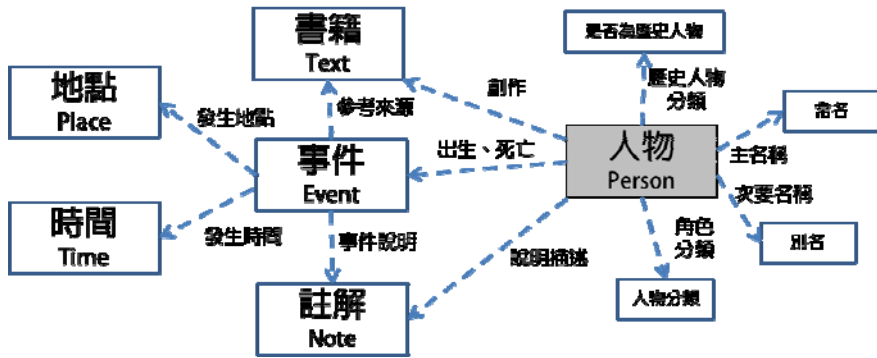 書籍
Text
是否為歷史人物
地點
Place
發生地點
參考來源
創作
歷史人物
分類
命名
事件
Event
出生、死亡
人物
Person
主名稱
次要名稱
時間
Time
發生時間
事件說明
說明描述
角色
分類
別名
註解
Note
人物分類